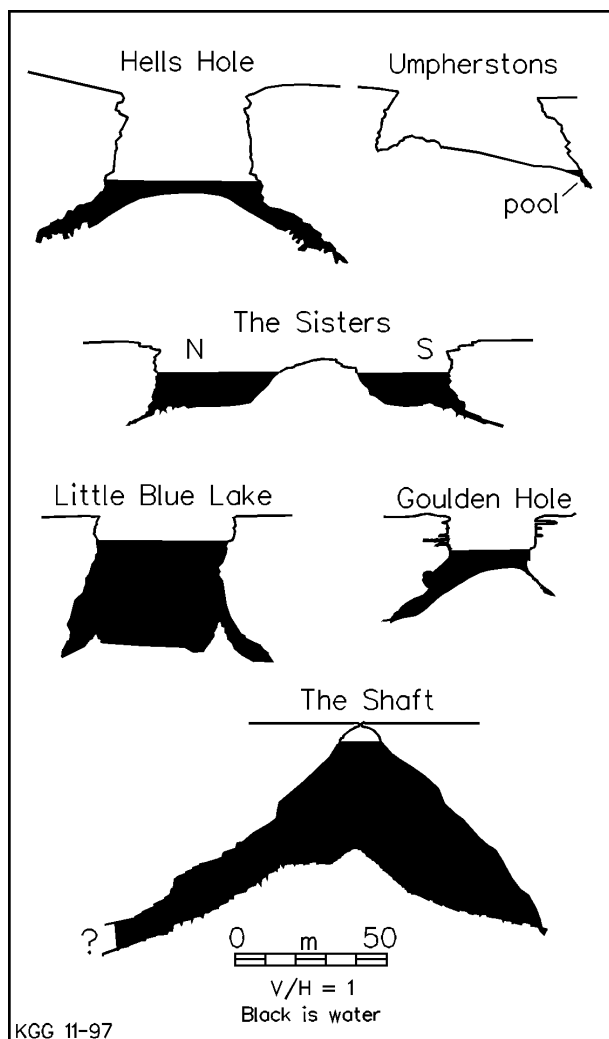 Hells Hole
Umpherstons
pool
The Sisters
N
S
Little Blue Lake
Goulden Hole
The Shaft
?
0 m 50
V/H = 1
Black is water
KGG 11-97